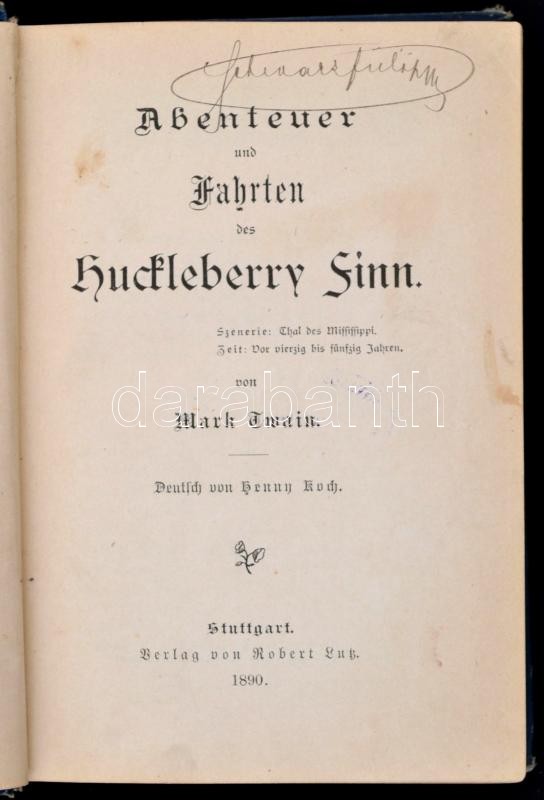 Abenteuer
und
Fahrten
des
Huckleberry Finn.
Szenerie: Thal des Mississippi.
Zeit: Vor vierzig bis fünfzig Jahren.
von
darabanth
Mark Twain.
Deutsch von Henny Koch.
Stuttgart.
Verlag von Robert Lutz.
1890.